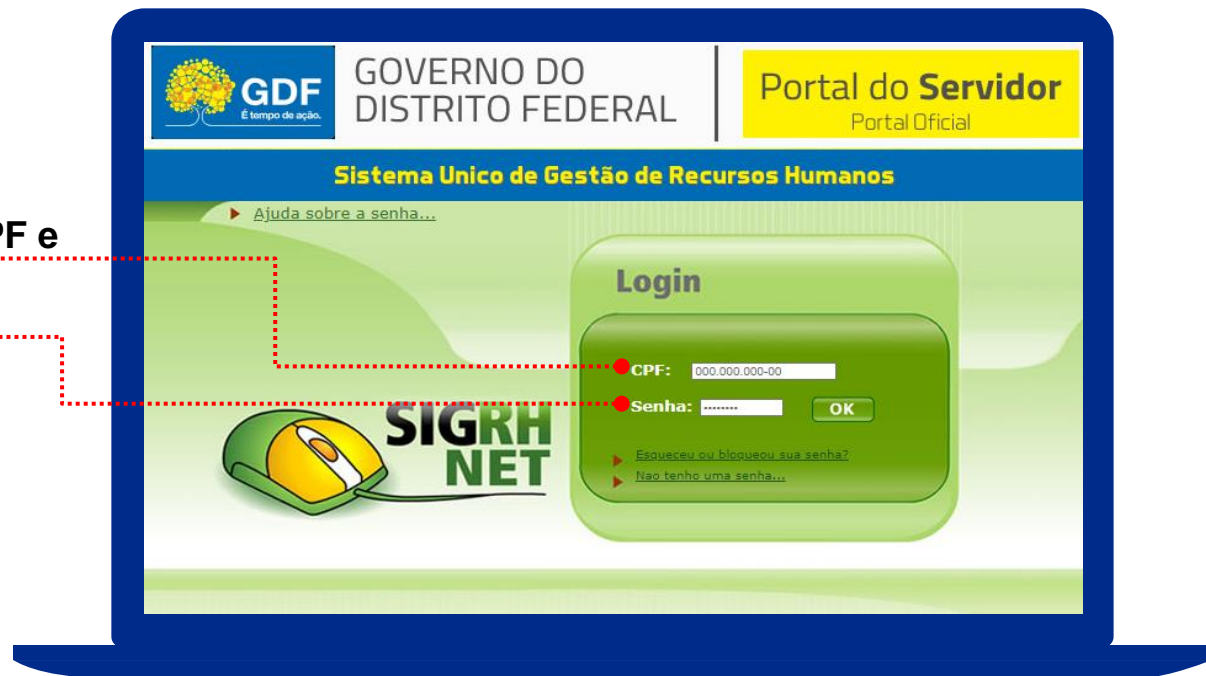 GDF
É tempo de ação.
GOVERNO DO
DISTRITO FEDERAL
Portal do Servidor
Portal Oficial
Sistema Unico de Gestão de Recursos Humanos
Ajuda sobre a senha...
PF e
Login
CPF: 000.000.000-00
Senha: ........ OK
SIGRH
NET
Esqueceu ou bloqueou sua senha?
Nao tenho uma senha...